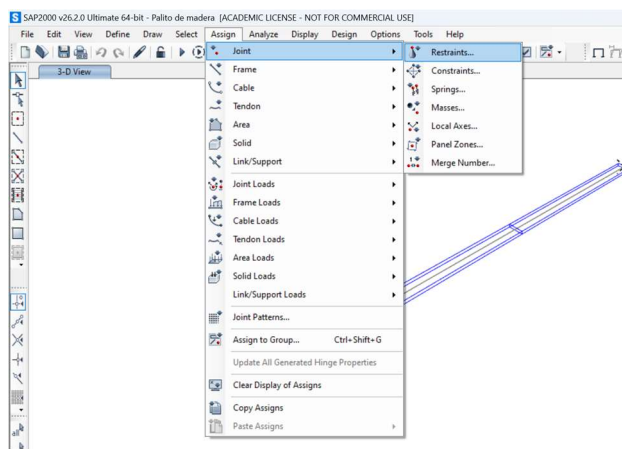 SAP2000 v26.2.0 Ultimate 64-bit - Palito de madera [ACADEMIC LICENSE - NOT FOR COMMERCIAL USE]
File Edit View Define Draw Select Assign Analyze Display Design Options Tools Help
3-D View
Joint
Frame
Cable
Tendon
Area
Solid
Link/Support
Joint Loads
Frame Loads
Cable Loads
Tendon Loads
Area Loads
Solid Loads
Link/Support Loads
Joint Patterns...
Assign to Group... Ctrl+Shift+G
Update All Generated Hinge Properties
Clear Display of Assigns
Copy Assigns
Paste Assigns
Restraints...
Constraints...
Springs...
Masses...
Local Axes...
Panel Zones...
Merge Number...
all